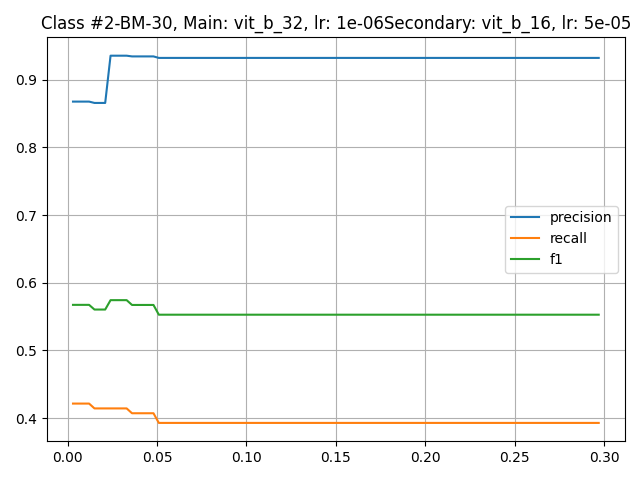 Class #2-BM-30, Main: vit_b_32, lr: 1e-06Secondary: vit_b_16, lr: 5e-05
0.9
0.8
0.7
0.6
0.5
0.4
precision
recall
f1
0.00 0.05 0.10 0.15 0.20 0.25 0.30